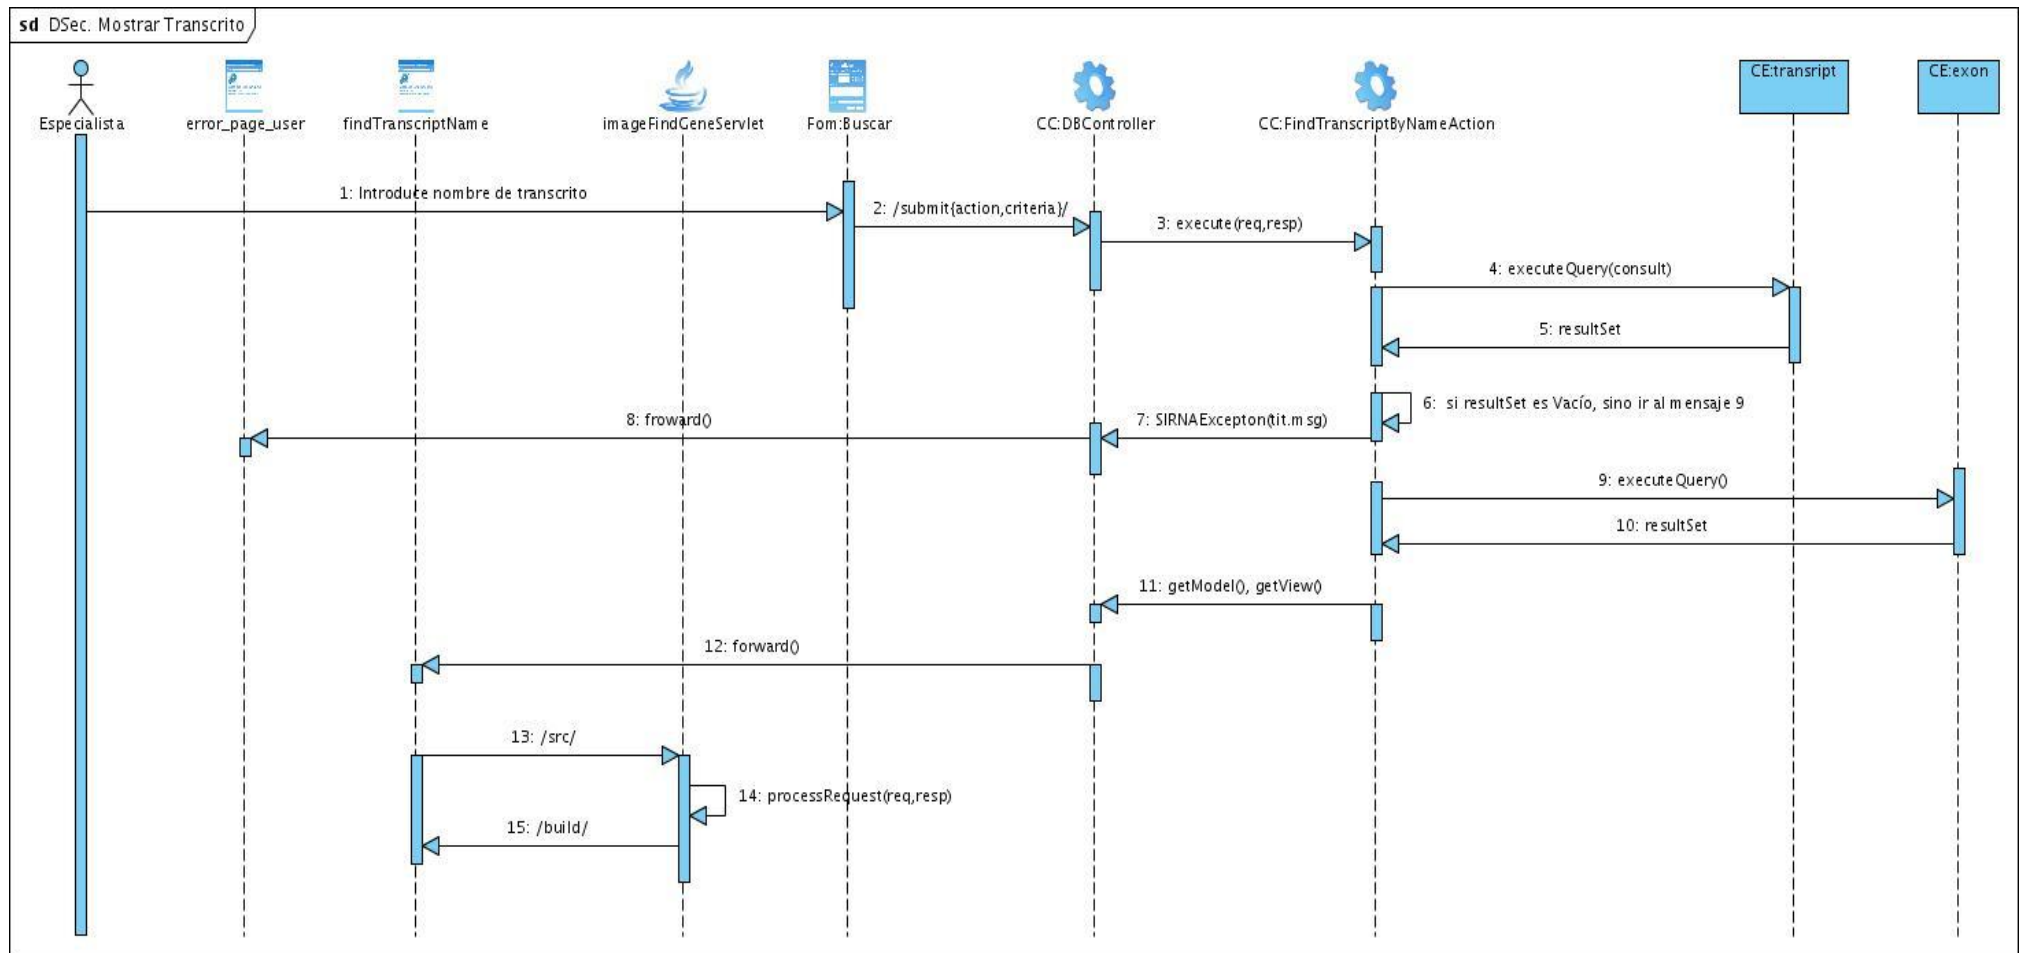 sd DSec. Mostrar Transcrito
Especialista
error_page_user
findTranscriptName
imageFindGeneServlet
Fom:Buscar
CC:DBController
CC:FindTranscriptByNameAction
CE:transript
CE:exon
1: Introduce nombre de transcrito
2: /submit{action,criteria}/
3: execute(req,resp)
4: executeQuery(consult)
5: resultSet
6: si resultSet es Vacío, sino ir al mensaje 9
7: SIRNAExcepton(tit.msg)
8: froward()
9: executeQuery()
10: resultSet
11: getModel(), getView()
12: forward()
13: /src/
14: processRequest(req,resp)
15: /build/